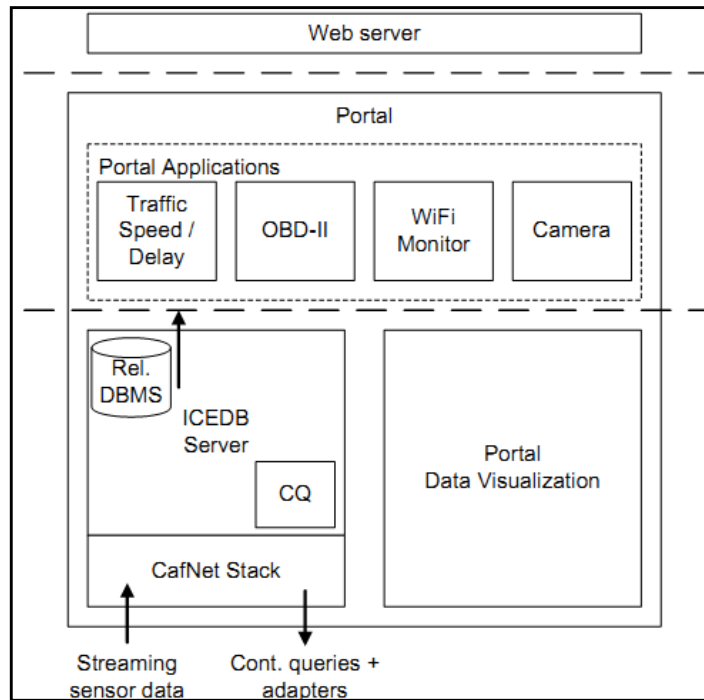 Web server
Portal
Portal Applications
Traffic
Speed /
Delay
OBD-II
WiFi
Monitor
Camera
Rel.
DBMS
ICEDB
Server
CQ
CafNet Stack
Portal
Data Visualization
Streaming
sensor data
Cont. queries +
adapters